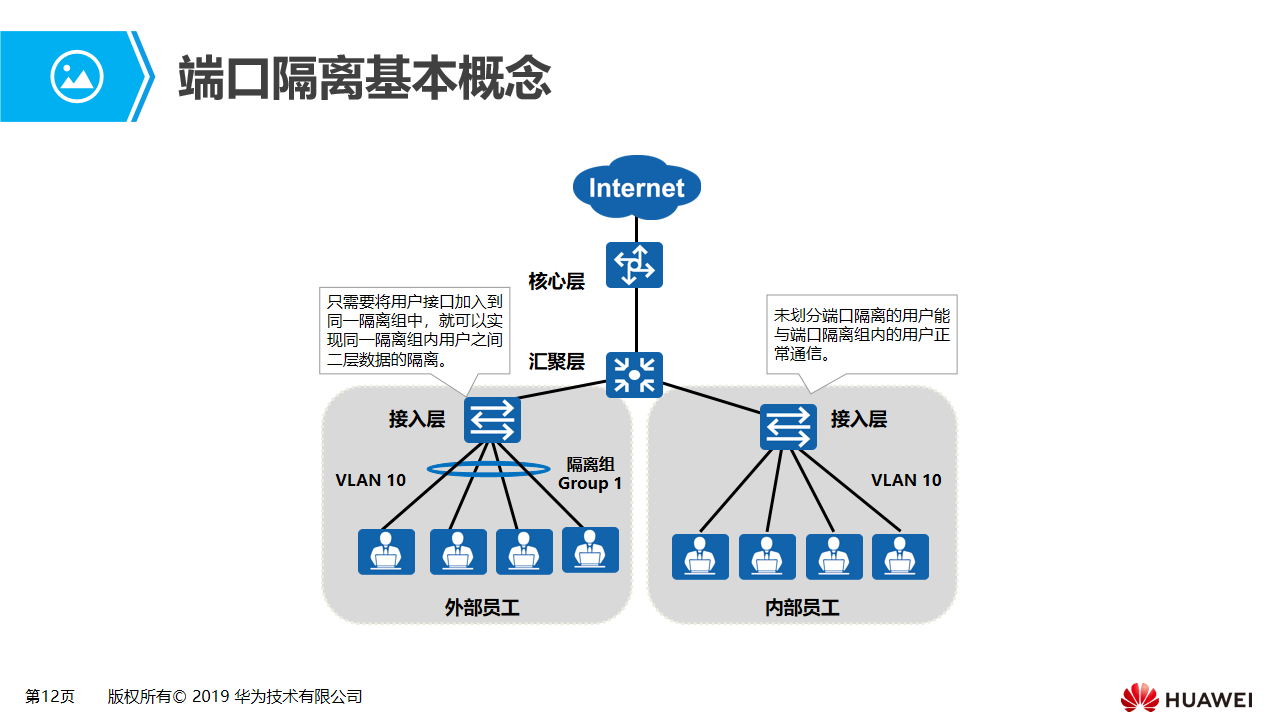 端口隔离基本概念
Internet
核心层
只需要将用户接口加入到
同一隔离组中，就可以实
现同一隔离组内用户之间
二层数据的隔离。
未划分端口隔离的用户能
与端口隔离组内的用户正
常通信。
汇聚层
接入层
接入层
VLAN 10
隔离组
Group 1
VLAN 10
外部员工
内部员工
第12页 版权所有© 2019 华为技术有限公司
HUAWEI